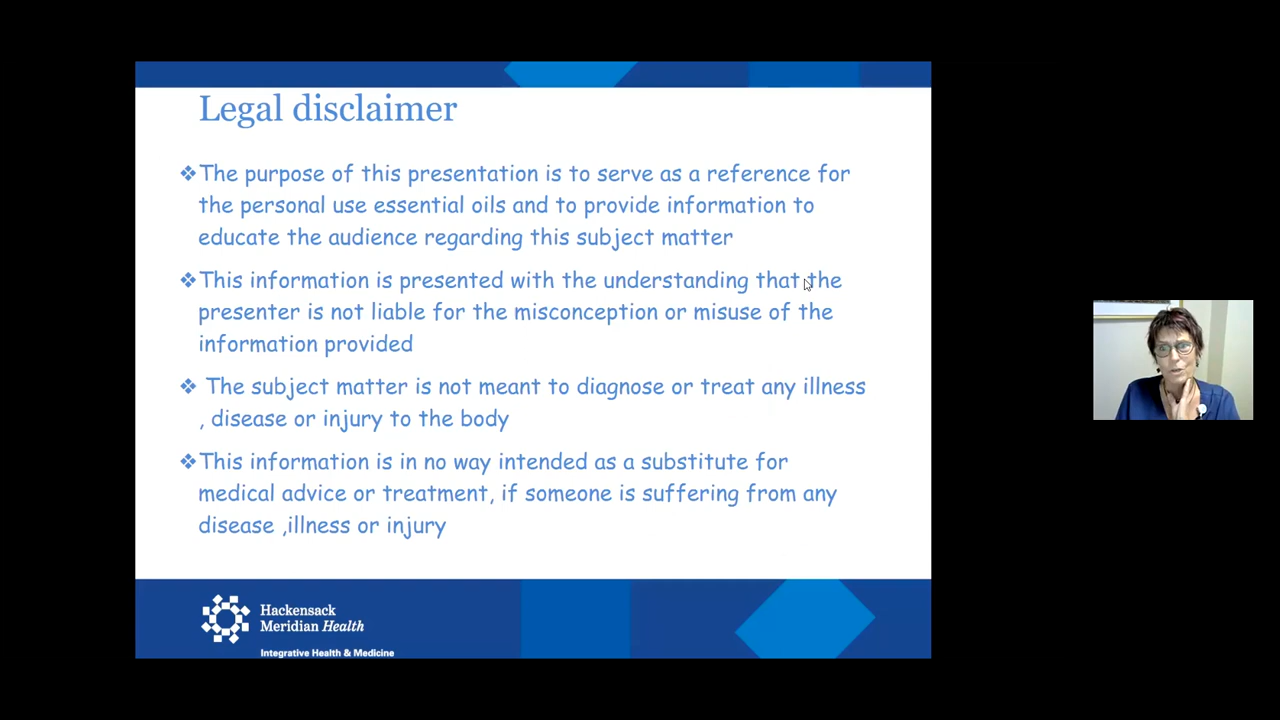 Legal disclaimer
❖The purpose of this presentation is to serve as a reference for
the personal use essential oils and to provide information to
educate the audience regarding this subject matter
❖This information is presented with the understanding that the
presenter is not liable for the misconception or misuse of the
information provided
❖ The subject matter is not meant to diagnose or treat any illness
, disease or injury to the body
❖This information is in no way intended as a substitute for
medical advice or treatment, if someone is suffering from any
disease ,illness or injury
Hackensack
Meridian Health
Integrative Health & Medicine